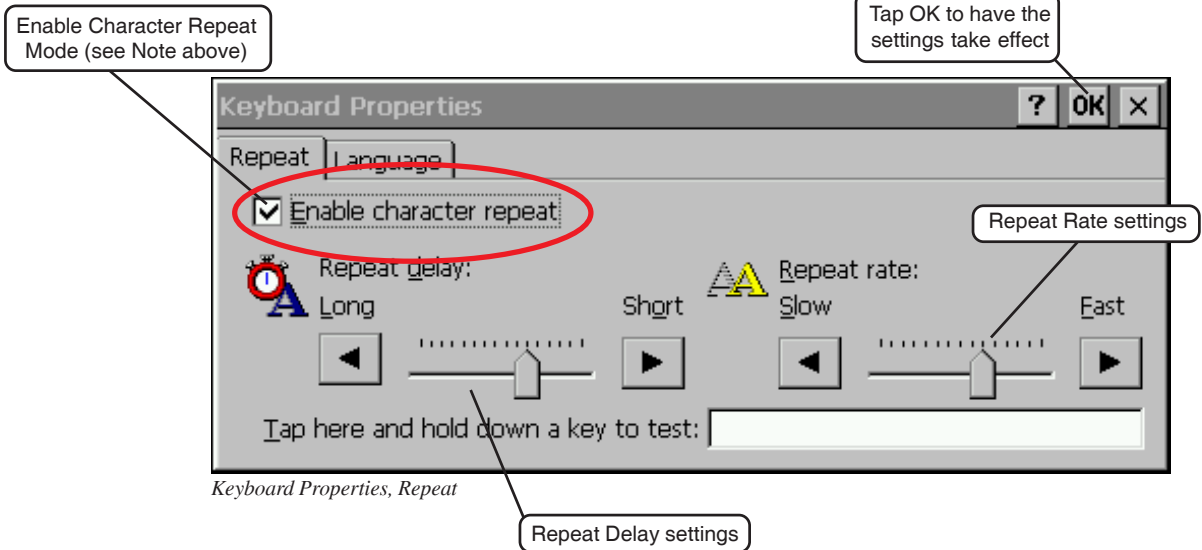 Enable Character Repeat
Mode (see Note above)
Tap OK to have the
settings take effect
Keyboard Properties
? OK ×
Repeat Language
Enable character repeat
Repeat Rate settings
Repeat delay: Repeat rate:
Long Short Slow Fast
Tap here and hold down a key to test:
Keyboard Properties, Repeat
Repeat Delay settings